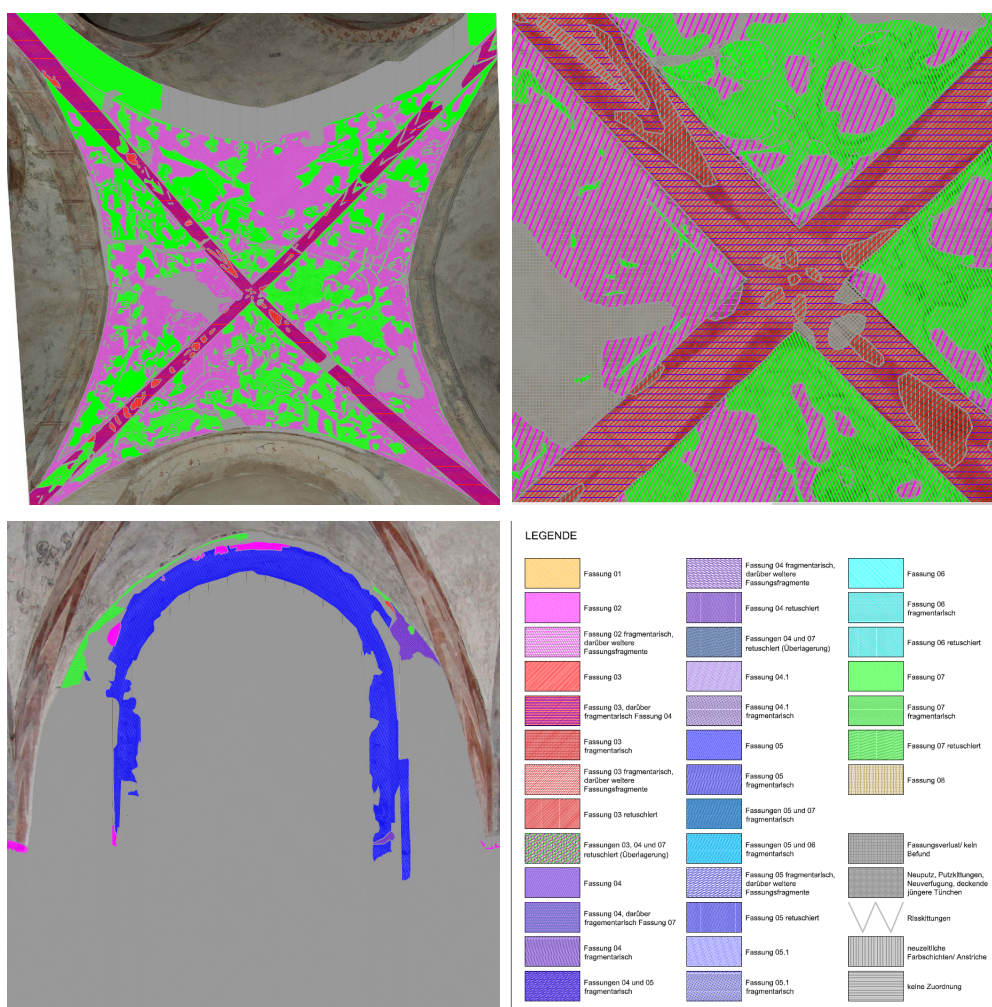 LEGENDE
Fassung 01
Fassung 02
Fassung 02 fragmentarisch,
darüber weitere
Fassungsfragmente
Fassung 03
Fassung 03, darüber
fragmentarisch Fassung 04
Fassung 03
fragmentarisch
Fassung 03 fragmentarisch,
darüber weitere
Fassungsfragmente
Fassung 03 retuschiert
Fassungen 03, 04 und 07
retuschiert (Überlagerung)
Fassung 04
Fassung 04, darüber
fragementarisch Fassung 07
Fassung 04
fragmentarisch
Fassungen 04 und 05
fragmentarisch
Fassung 04 fragmentarisch,
darüber weitere
Fassungsfragmente
Fassung 04 retuschiert
Fassungen 04 und 07
retuschiert (Überlagerung)
Fassung 04.1
Fassung 04.1
fragmentarisch
Fassung 05
Fassung 05
fragmentarisch
Fassungen 05 und 07
fragmentarisch
Fassungen 05 und 06
fragmentarisch
Fassung 05 fragmentarisch,
darüber weitere
Fassungsfragmente
Fassung 05 retuschiert
Fassung 05.1
Fassung 05.1
fragmentarisch
Fassung 06
Fassung 06
fragmentarisch
Fassung 06 retuschiert
Fassung 07
Fassung 07
fragmentarisch
Fassung 07 retuschiert
Fassung 08
Fassungsverlust/ kein
Befund
Neuputz, Putzkittungen,
Neuverfugung, deckende
jüngere Tünchen
Risskittungen
neuzeitliche
Farbschichten/ Anstriche
keine Zuordnung